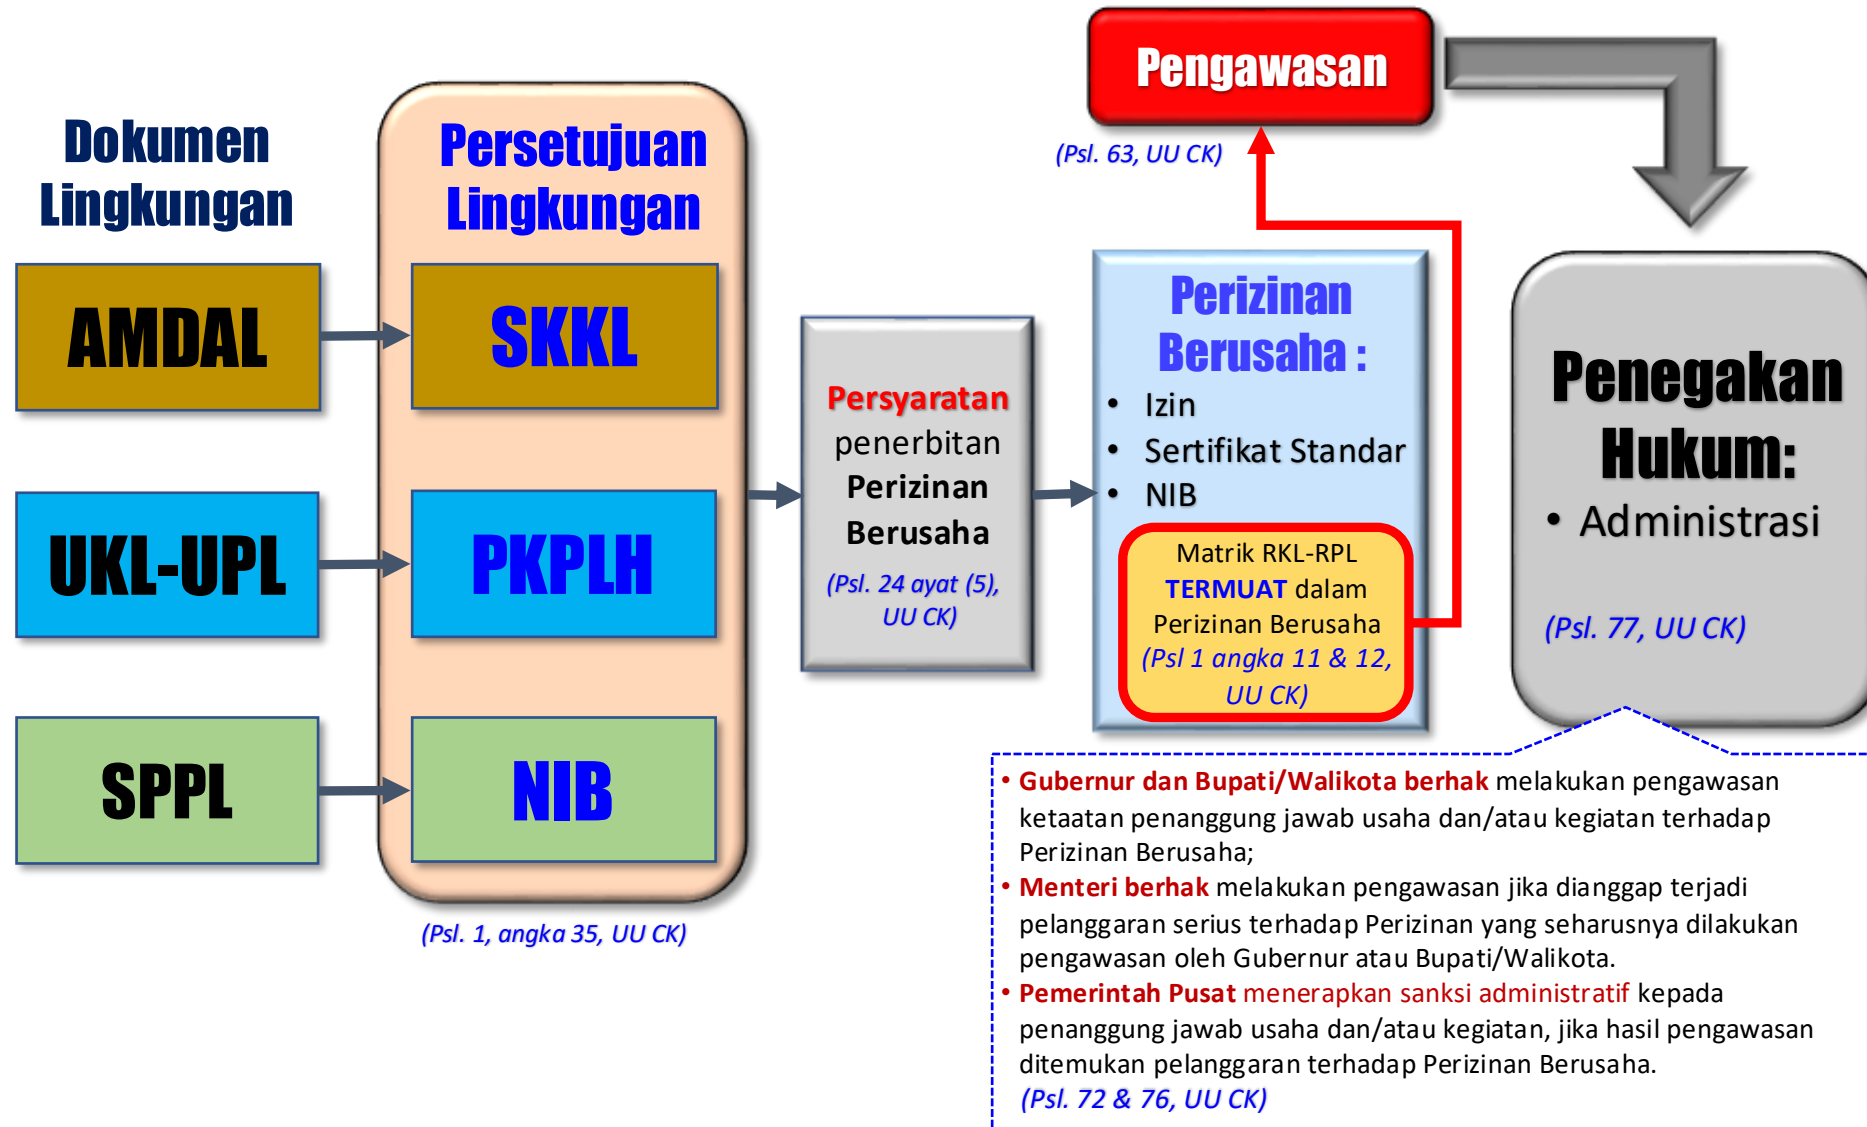 Dokumen
Lingkungan
AMDAL
UKL-UPL
SPPL
Persetujuan
Lingkungan
SKKL
PKPLH
NIB
(Psl. 1, angka 35, UU CK)
Persyaratan
penerbitan
Perizinan
Berusaha
(Psl. 24 ayat (5),
UU CK)
Pengawasan
(Psl. 63, UU CK)
Perizinan
Berusaha :
• Izin
• Sertifikat Standar
• NIB
Matrik RKL-RPL
TERMUAT dalam
Perizinan Berusaha
(Psl 1 angka 11 & 12,
UU CK)
Penegakan
Hukum:
• Administrasi
(Psl. 77, UU CK)
• Gubernur dan Bupati/Walikota berhak melakukan pengawasan
ketaatan penanggung jawab usaha dan/atau kegiatan terhadap
Perizinan Berusaha;
• Menteri berhak melakukan pengawasan jika dianggap terjadi
pelanggaran serius terhadap Perizinan yang seharusnya dilakukan
pengawasan oleh Gubernur atau Bupati/Walikota.
• Pemerintah Pusat menerapkan sanksi administratif kepada
penanggung jawab usaha dan/atau kegiatan, jika hasil pengawasan
ditemukan pelanggaran terhadap Perizinan Berusaha.
(Psl. 72 & 76, UU CK)